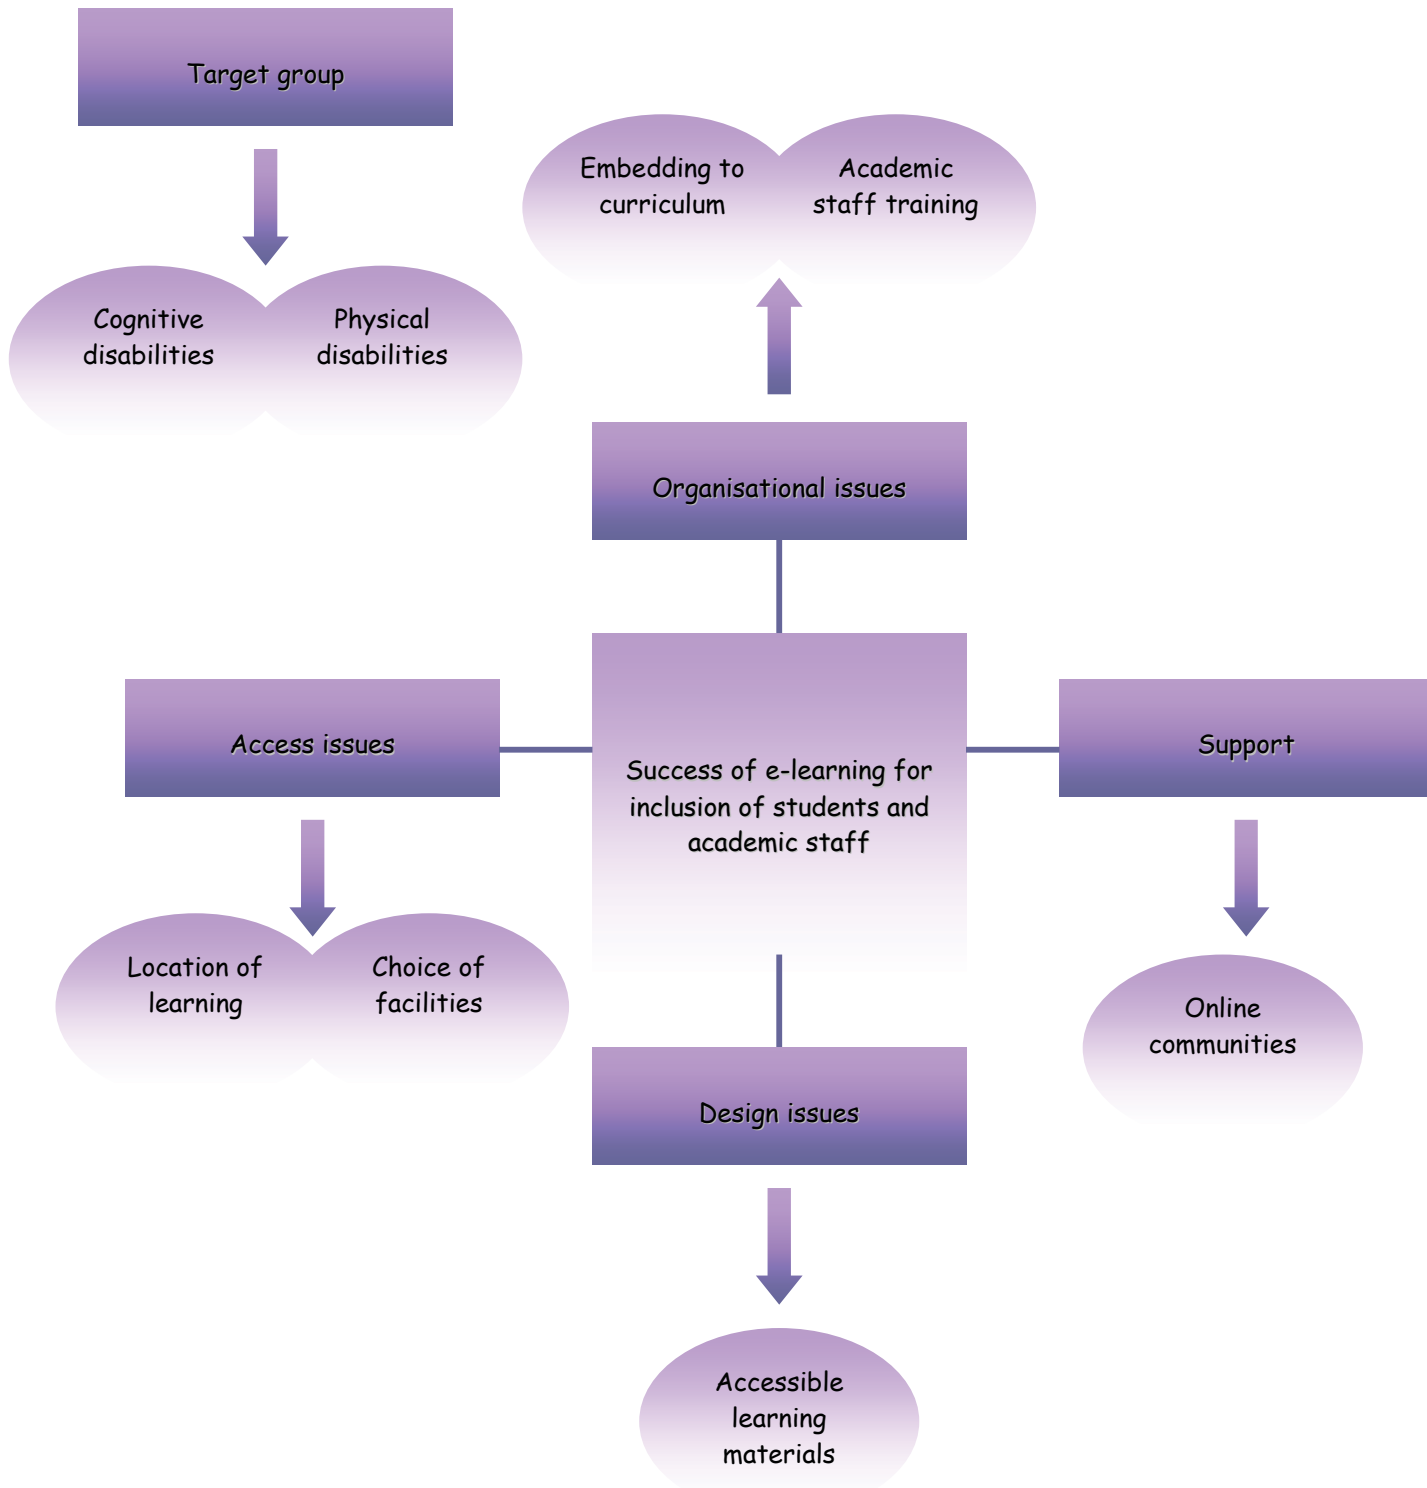 Target group
Embedding to
curriculum
Academic
staff training
Cognitive
disabilities
Physical
disabilities
Organisational issues
Access issues
Success of e-learning for
inclusion of students and
academic staff
Support
Location of
learning
Choice of
facilities
Online
communities
Design issues
Accessible
learning
materials